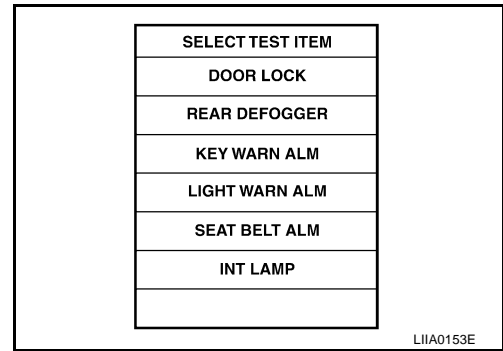 SELECT TEST ITEM
DOOR LOCK
REAR DEFOGGER
KEY WARN ALM
LIGHT WARN ALM
SEAT BELT ALM
INT LAMP
LIIA0153E